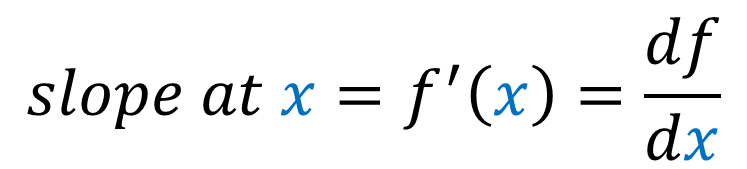 slope at x = f′(x) = df/dx